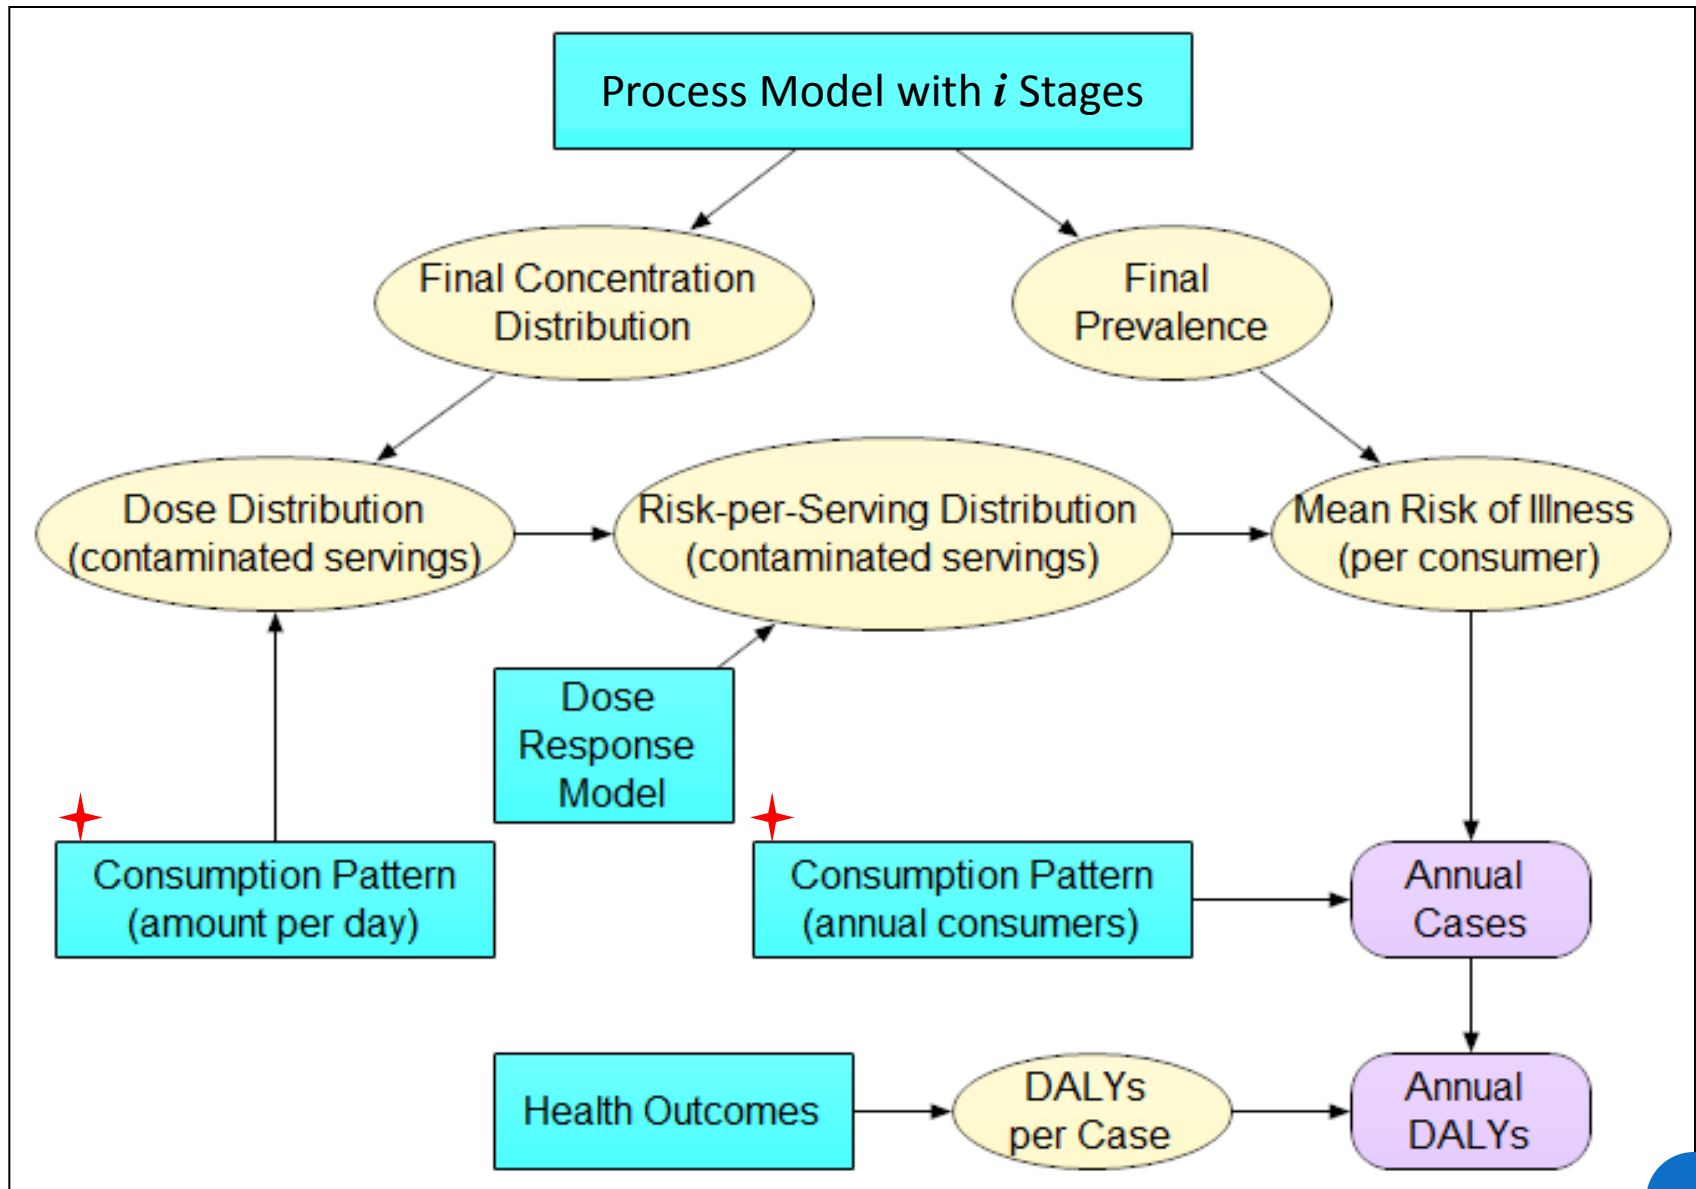 Process Model with i Stages
Final Concentration
Distribution
Final
Prevalence
Dose Distribution
(contaminated servings)
Risk-per-Serving Distribution
(contaminated servings)
Mean Risk of Illness
(per consumer)
Dose
Response
Model
Consumption Pattern
(amount per day)
Consumption Pattern
(annual consumers)
Annual
Cases
Health Outcomes
DALYs
per Case
Annual
DALYs